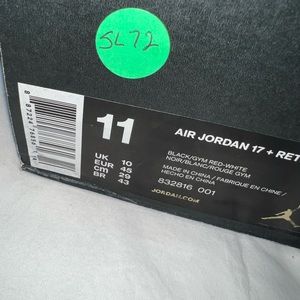 SL72
11
AIR JORDAN 17 + RET
BLACK/GYM RED-WHITE
NOIR/BLANC/ROUGE GYM
MADE IN CHINA / FABRIQUE EN CHINE /
HECHO EN CHINA
832816 001
UK 10
EUR 45
cm 29
BR 43
JORDAN.COM